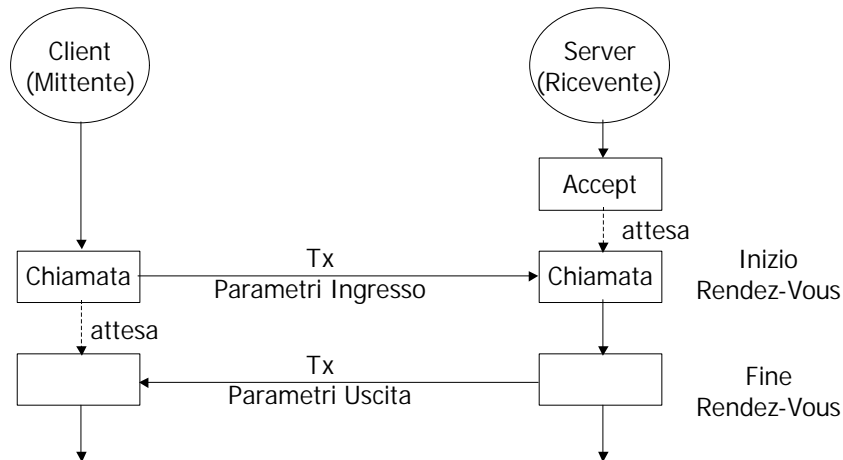 Client
(Mittente)
Server
(Ricevente)
Accept
attesa
Chiamata
Tx
Parametri Ingresso
Chiamata
Inizio
Rendez-Vous
attesa
Tx
Parametri Uscita
Fine
Rendez-Vous